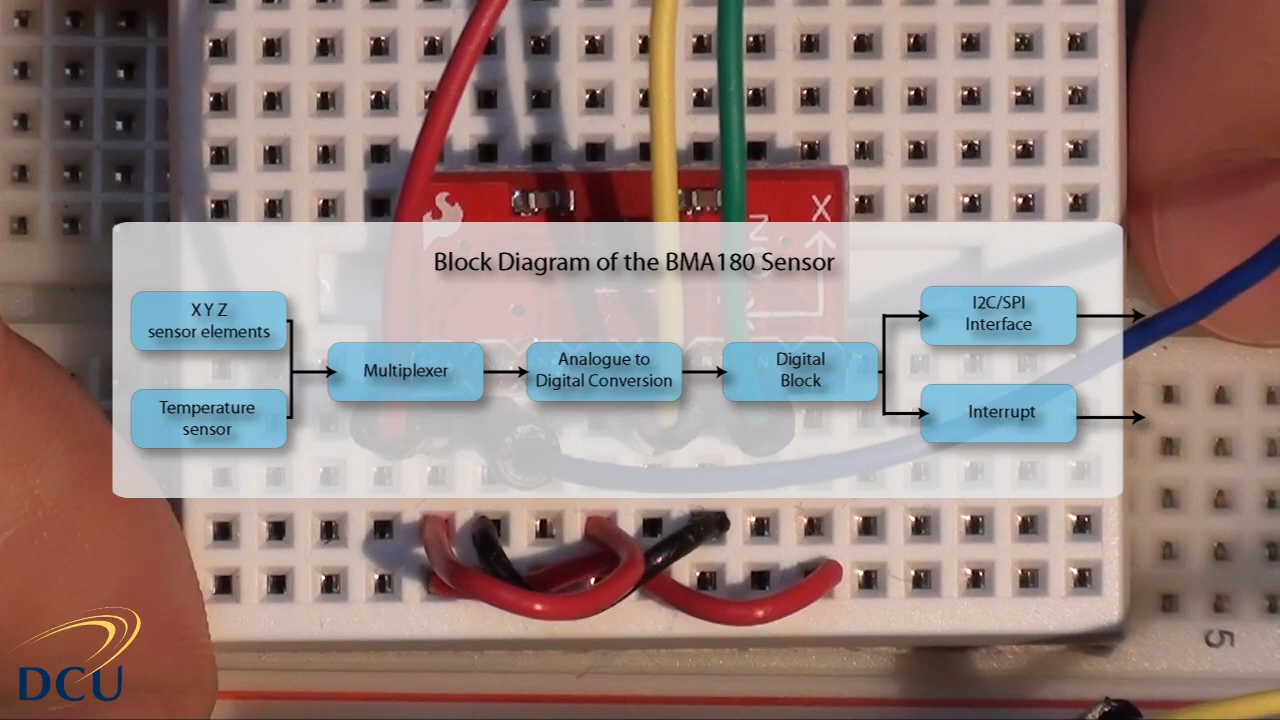 X
Block Diagram of the BMA180 Sensor
X Y Z
sensor elements
Temperature
sensor
Multiplexer
Analogue to
Digital Conversion
Digital
Block
I2C/SPI
Interface
Interrupt
5
DCU